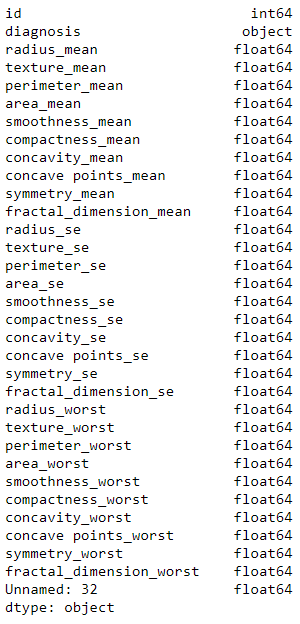 id int64
diagnosis object
radius_mean float64
texture_mean float64
perimeter_mean float64
area_mean float64
smoothness_mean float64
compactness_mean float64
concavity_mean float64
concave points_mean float64
symmetry_mean float64
fractal_dimension_mean float64
radius_se float64
texture_se float64
perimeter_se float64
area_se float64
smoothness_se float64
compactness_se float64
concavity_se float64
concave points_se float64
symmetry_se float64
fractal_dimension_se float64
radius_worst float64
texture_worst float64
perimeter_worst float64
area_worst float64
smoothness_worst float64
compactness_worst float64
concavity_worst float64
concave points_worst float64
symmetry_worst float64
fractal_dimension_worst float64
Unnamed: 32 float64
dtype: object